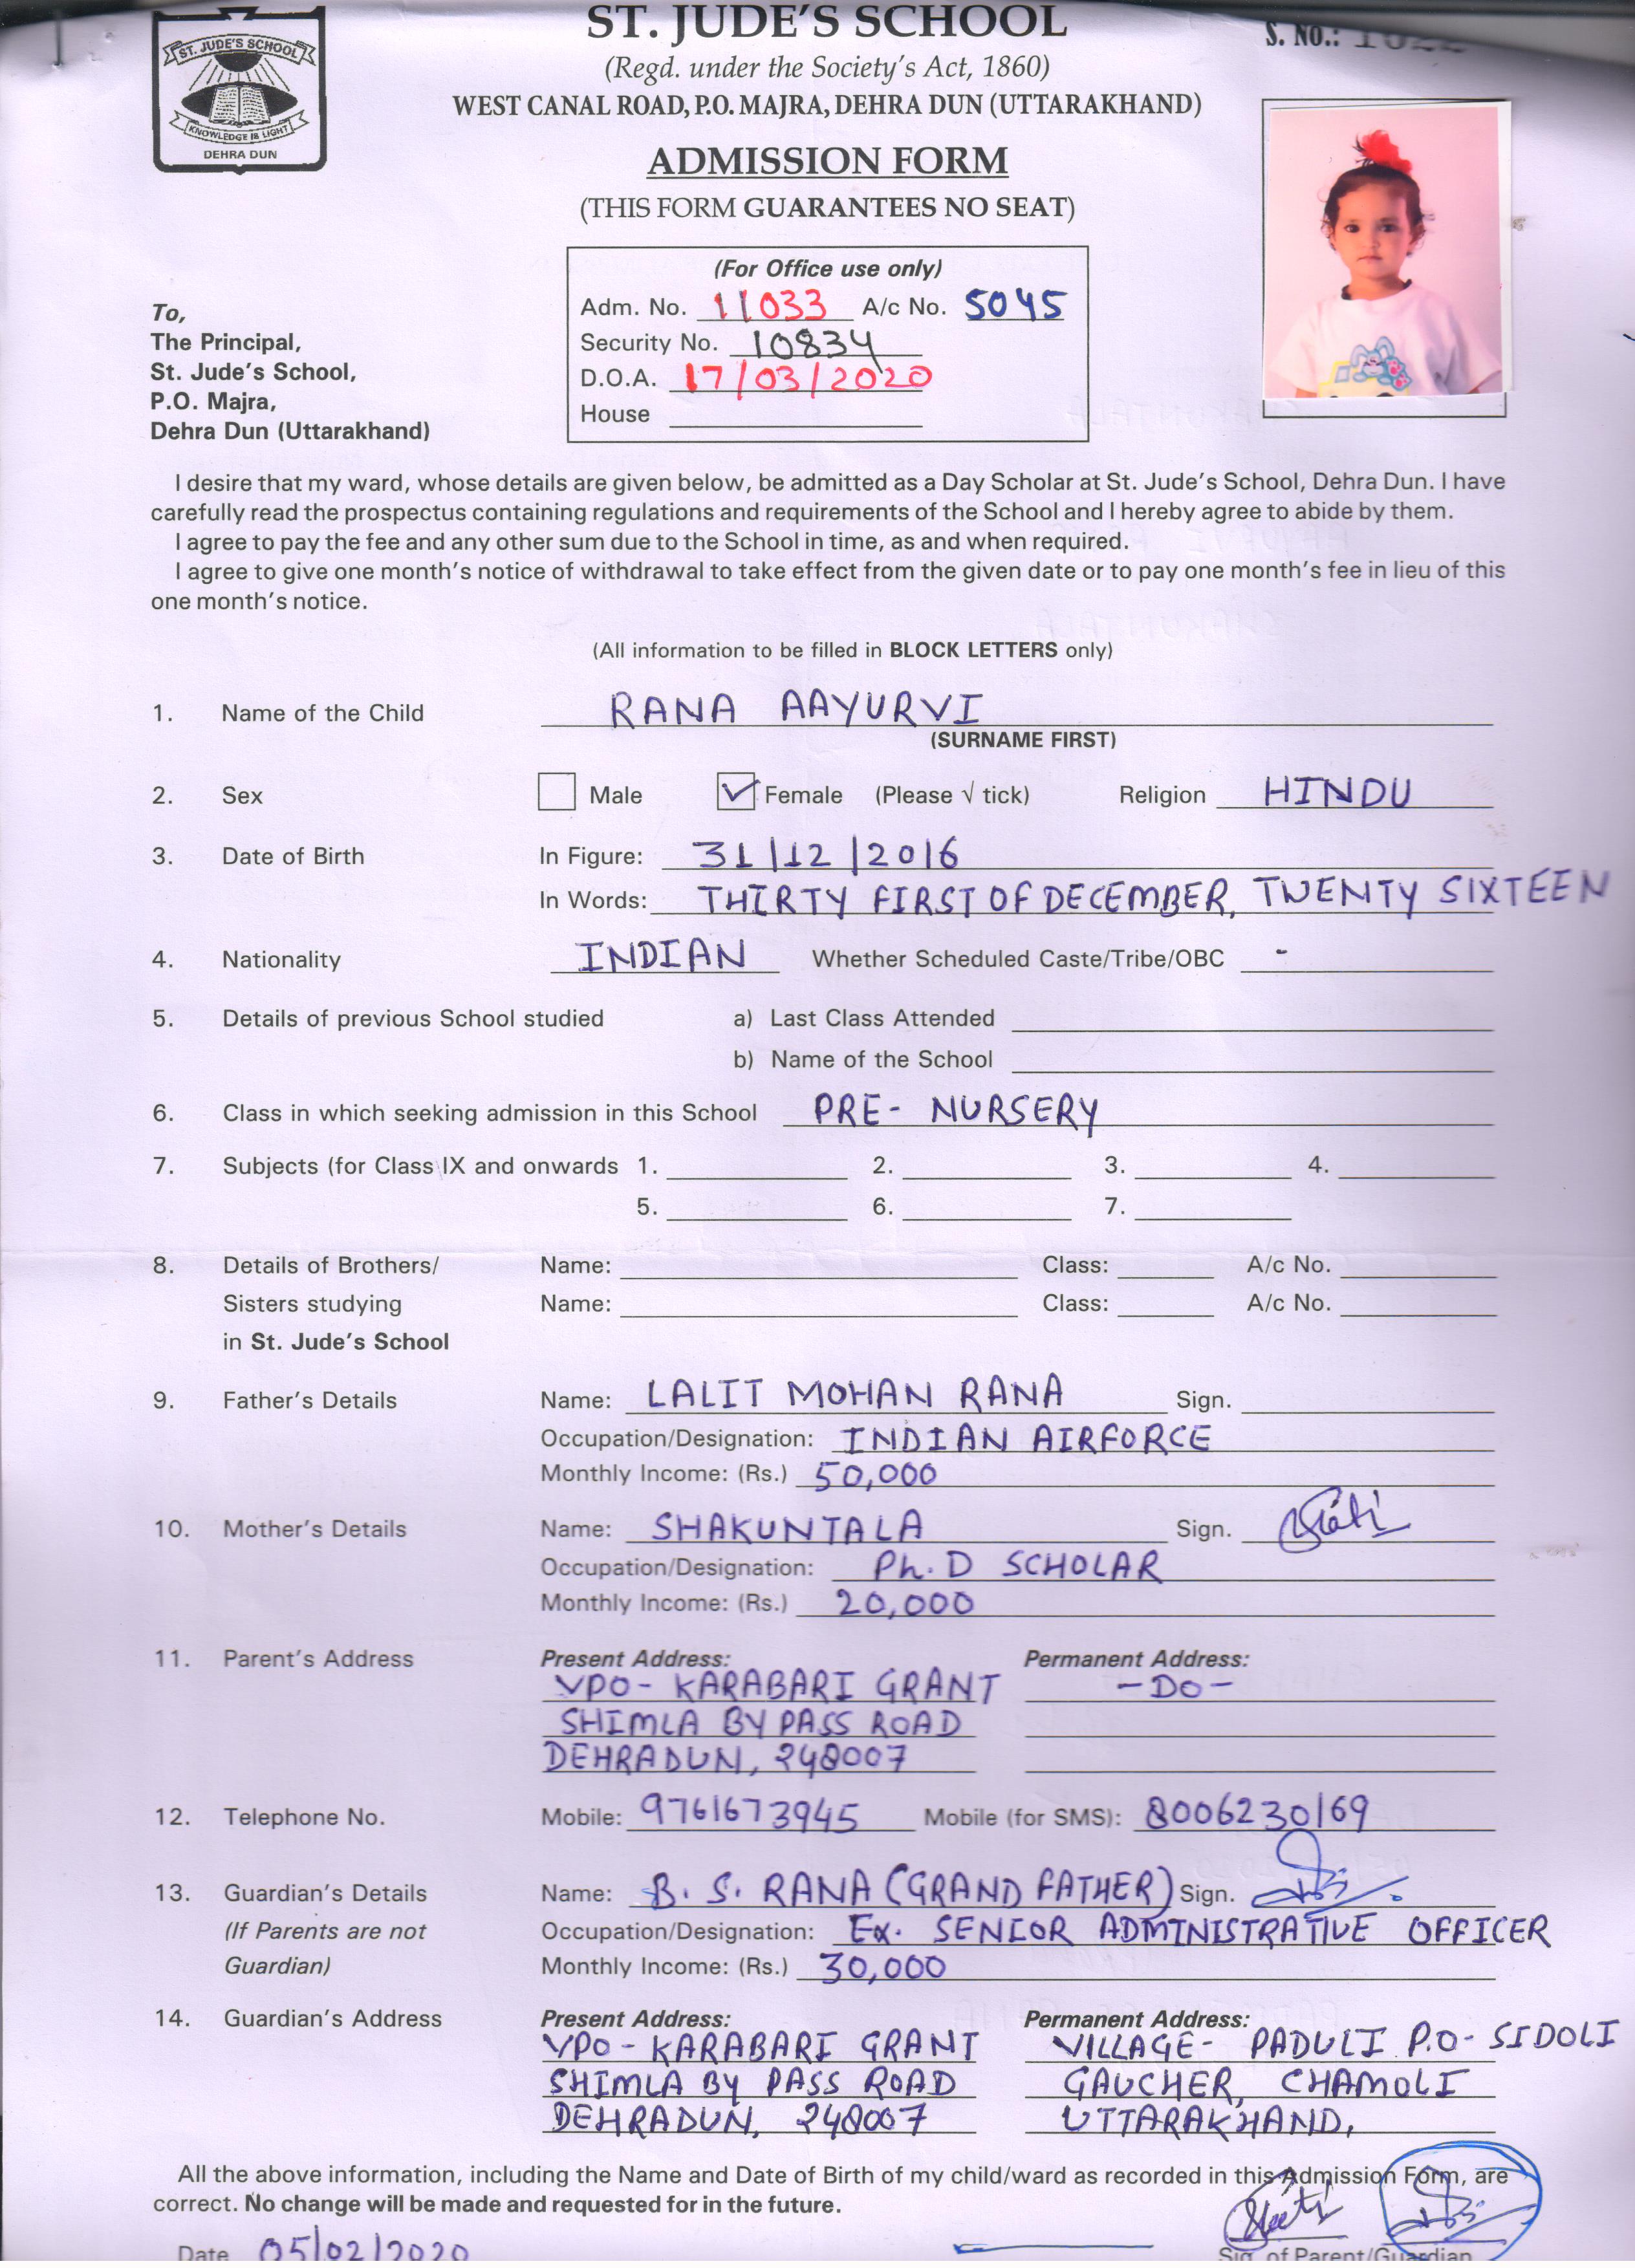 ST. JUDE'S SCHOOL
(Regd. under the Society's Act, 1860)
WEST CANAL ROAD, P.O. MAJRA, DEHRA DUN (UTTARAKHAND)
S. NO.:
ST. JUDE'S SCHOOL
KNOWLEDGE IS LIGHT
DEHRA DUN
ADMISSION FORM
(THIS FORM GUARANTEES NO SEAT)
(For Office use only)
Adm. No. 11033 A/c No. 5045
Security No. 10834
D.O.A. 17/03/2020
House
To,
The Principal,
St. Jude's School,
P.O. Majra,
Dehra Dun (Uttarakhand)
I desire that my ward, whose details are given below, be admitted as a Day Scholar at St. Jude's School, Dehra Dun. I have
carefully read the prospectus containing regulations and requirements of the School and I hereby agree to abide by them.
I agree to pay the fee and any other sum due to the School in time, as and when required.
I agree to give one month's notice of withdrawal to take effect from the given date or to pay one month's fee in lieu of this
one month's notice.
(All information to be filled in BLOCK LETTERS only)
1. Name of the Child RANA AAYURVI
(SURNAME FIRST)
2. Sex Male Female (Please √ tick) Religion HINDU
3. Date of Birth In Figure: 31/12/2016
In Words: THIRTY FIRST OF DECEMBER, TWENTY SIXTEEN
4. Nationality INDIAN Whether Scheduled Caste/Tribe/OBC -
5. Details of previous School studied a) Last Class Attended
b) Name of the School
6. Class in which seeking admission in this School PRE- NURSERY
7. Subjects (for Class IX and onwards 1. 2. 3. 4.
5. 6. 7.
8. Details of Brothers/ Name: Class: A/c No.
Sisters studying Name: Class: A/c No.
in St. Jude's School
9. Father's Details Name: LALIT MOHAN RANA Sign.
Occupation/Designation: INDIAN AIRFORCE
Monthly Income: (Rs.) 50,000
10. Mother's Details Name: SHAKUNTALA Sign.
Occupation/Designation: Ph. D SCHOLAR
Monthly Income: (Rs.) 20,000
11. Parent's Address Present Address: Permanent Address:
VPO- KARABARI GRANT -DO-
SHIMLA BY PASS ROAD
DEHRADUN, 248007
12. Telephone No. Mobile: 9761673945 Mobile (for SMS): 8006230169
13. Guardian's Details Name: B. S. RANA (GRAND FATHER) Sign.
(If Parents are not Occupation/Designation: Ex. SENIOR ADMINISTRATIVE OFFICER
Guardian) Monthly Income: (Rs.) 30,000
14. Guardian's Address Present Address: Permanent Address:
VPO- KARABARI GRANT VILLAGE- PADULI P.O- SIDOLI
SHIMLA BY PASS ROAD GAUCHER, CHAMOLI
DEHRADUN, 248007 UTTARAKHAND,
All the above information, including the Name and Date of Birth of my child/ward as recorded in this Admission Form, are
correct. No change will be made and requested for in the future.
Date 05/02/2020 Sig. of Parent/Guardian